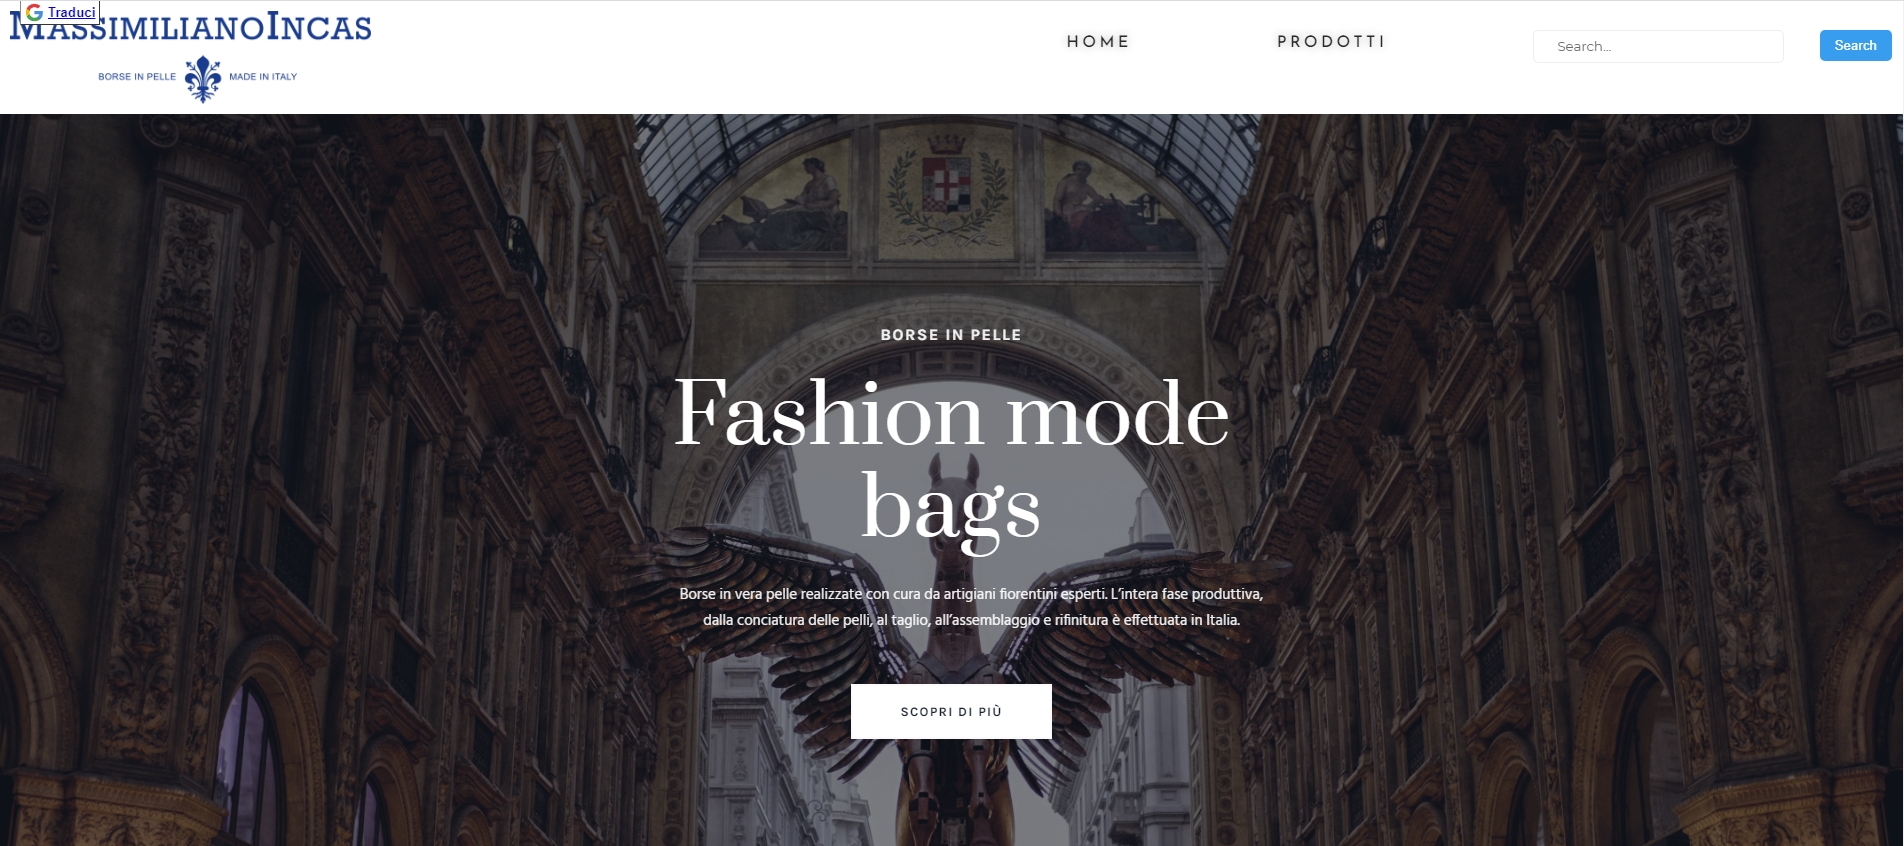 Traduci
MASSIMILIANOINCAS
BORSE IN PELLE MADE IN ITALY
HOME
PRODOTTI
Search...
Search
BORSE IN PELLE
Fashion mode
bags
Borse in vera pelle realizzate con cura da artigiani fiorentini esperti. L’intera fase produttiva,
dalla conciatura delle pelli, al taglio, all’assemblaggio e rifinitura è effettuata in Italia.
SCOPRI DI PIÙ